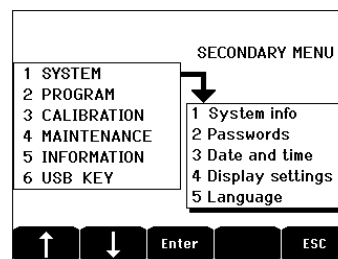 SECONDARY MENU
1 SYSTEM
2 PROGRAM
3 CALIBRATION
4 MAINTENANCE
5 INFORMATION
6 USB KEY
1 System info
2 Passwords
3 Date and time
4 Display settings
5 Language
↑ ↓ Enter ESC